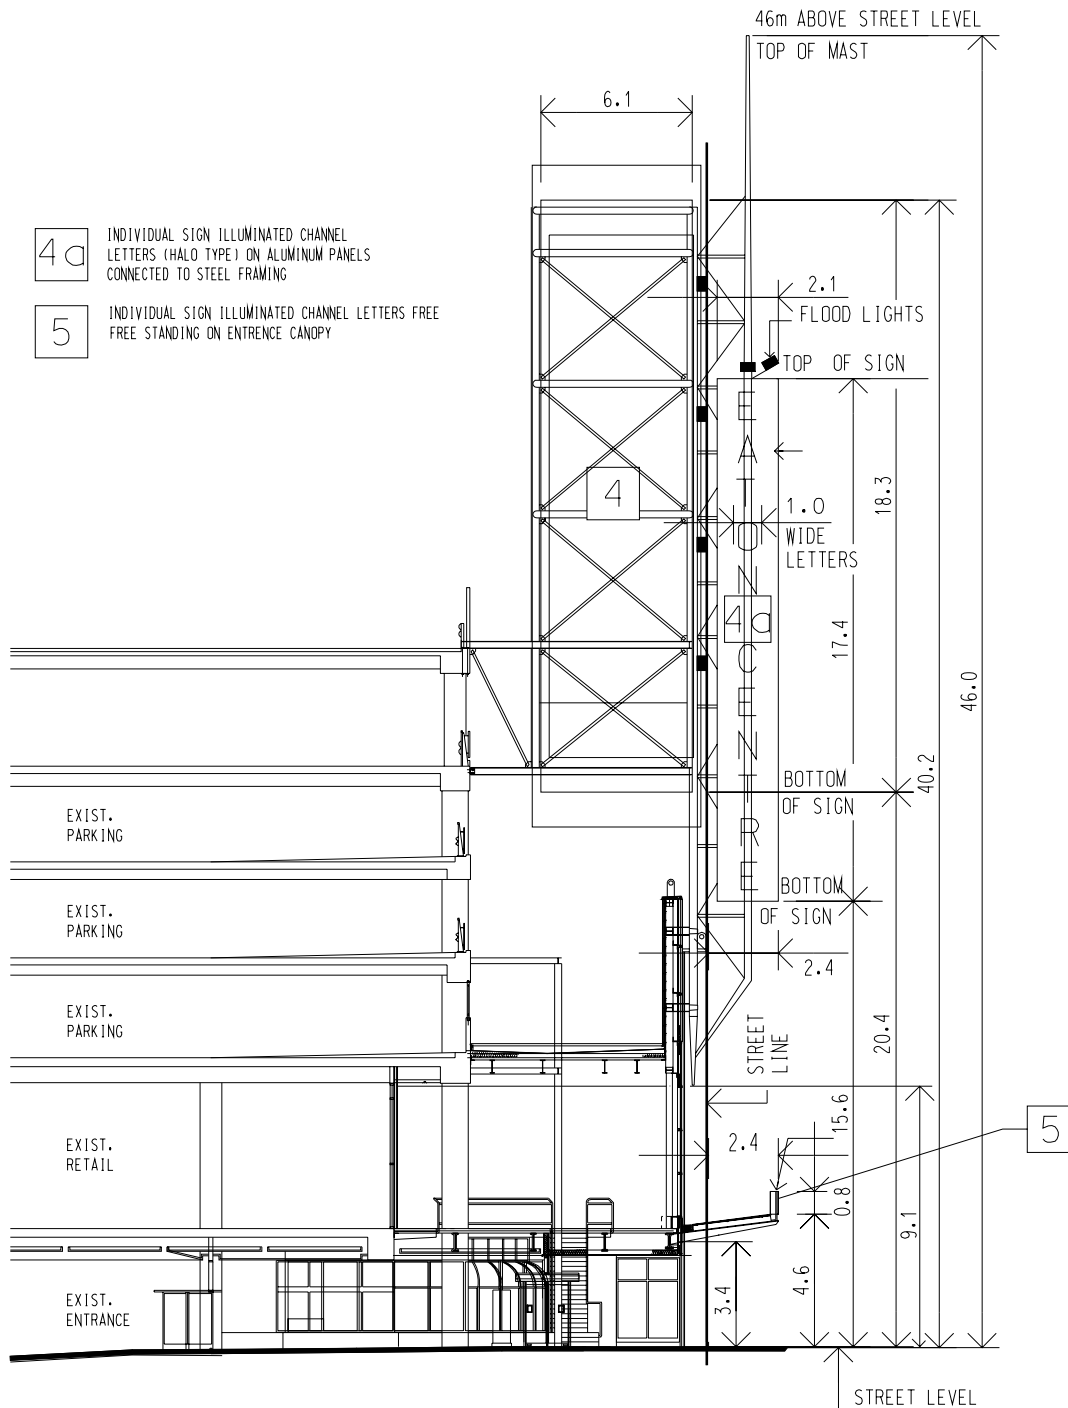 46m ABOVE STREET LEVEL
TOP OF MAST
6.1
4a
INDIVIDUAL SIGN ILLUMINATED CHANNEL
LETTERS (HALO TYPE) ON ALUMINUM PANELS
CONNECTED TO STEEL FRAMING
5
INDIVIDUAL SIGN ILLUMINATED CHANNEL LETTERS FREE
FREE STANDING ON ENTRENCE CANOPY
2.1
FLOOD LIGHTS
TOP OF SIGN
EATON CENTRE
4
18.3
1.0
WIDE
LETTERS
4a
17.4
46.0
40.2
BOTTOM
OF SIGN
EXIST.
PARKING
BOTTOM
OF SIGN
EXIST.
PARKING
2.4
EXIST.
PARKING
STREET
LINE
20.4
15.6
5
EXIST.
RETAIL
2.4
0.8
9.1
4.6
3.4
EXIST.
ENTRANCE
STREET LEVEL